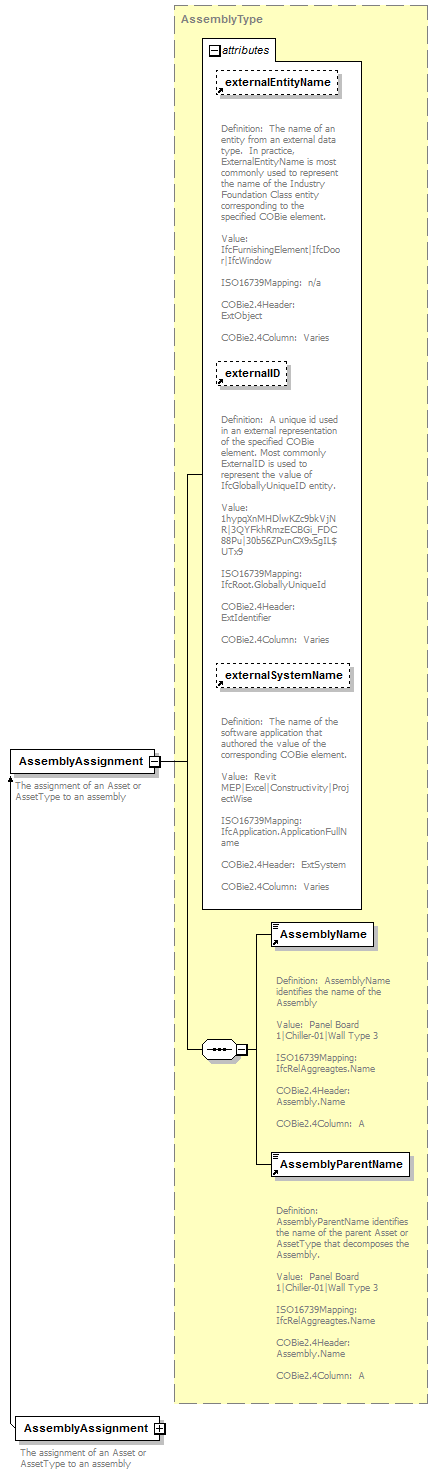 AssemblyType
attributes
externalEntityName
Definition: The name of an
entity from an external data
type. In practice,
ExternalEntityName is most
commonly used to represent
the name of the Industry
Foundation Class entity
corresponding to the
specified COBie element.
Value:
IfcFurnishingElement|IfcDoo
r|IfcWindow
ISO16739Mapping: n/a
COBie2.4Header:
ExtObject
COBie2.4Column: Varies
externalID
Definition: A unique id used
in an external representation
of the specified COBie
element. Most commonly
ExternalID is used to
represent the value of
IfcGloballyUniqueID entity.
Value:
1hypqXnMHDlwKZc9bkVjN
R|3QYFkhRmzECBGi_FDC
88Pu|30b56ZPunCX9x5gIL$
UTx9
ISO16739Mapping:
IfcRoot.GloballyUniqueId
COBie2.4Header:
ExtIdentifier
COBie2.4Column: Varies
externalSystemName
Definition: The name of the
software application that
authored the value of the
corresponding COBie element.
Value: Revit
MEP|Excel|Constructivity|Proj
ectWise
ISO16739Mapping:
IfcApplication.ApplicationFullN
ame
COBie2.4Header: ExtSystem
COBie2.4Column: Varies
AssemblyAssignment
The assignment of an Asset or
AssetType to an assembly
AssemblyName
Definition: AssemblyName
identifies the name of the
Assembly
Value: Panel Board
1|Chiller-01|Wall Type 3
ISO16739Mapping:
IfcRelAggreagtes.Name
COBie2.4Header:
Assembly.Name
COBie2.4Column: A
AssemblyParentName
Definition:
AssemblyParentName identifies
the name of the parent Asset or
AssetType that decomposes the
Assembly.
Value: Panel Board
1|Chiller-01|Wall Type 3
ISO16739Mapping:
IfcRelAggreagtes.Name
COBie2.4Header:
Assembly.Name
COBie2.4Column: A
AssemblyAssignment
The assignment of an Asset or
AssetType to an assembly